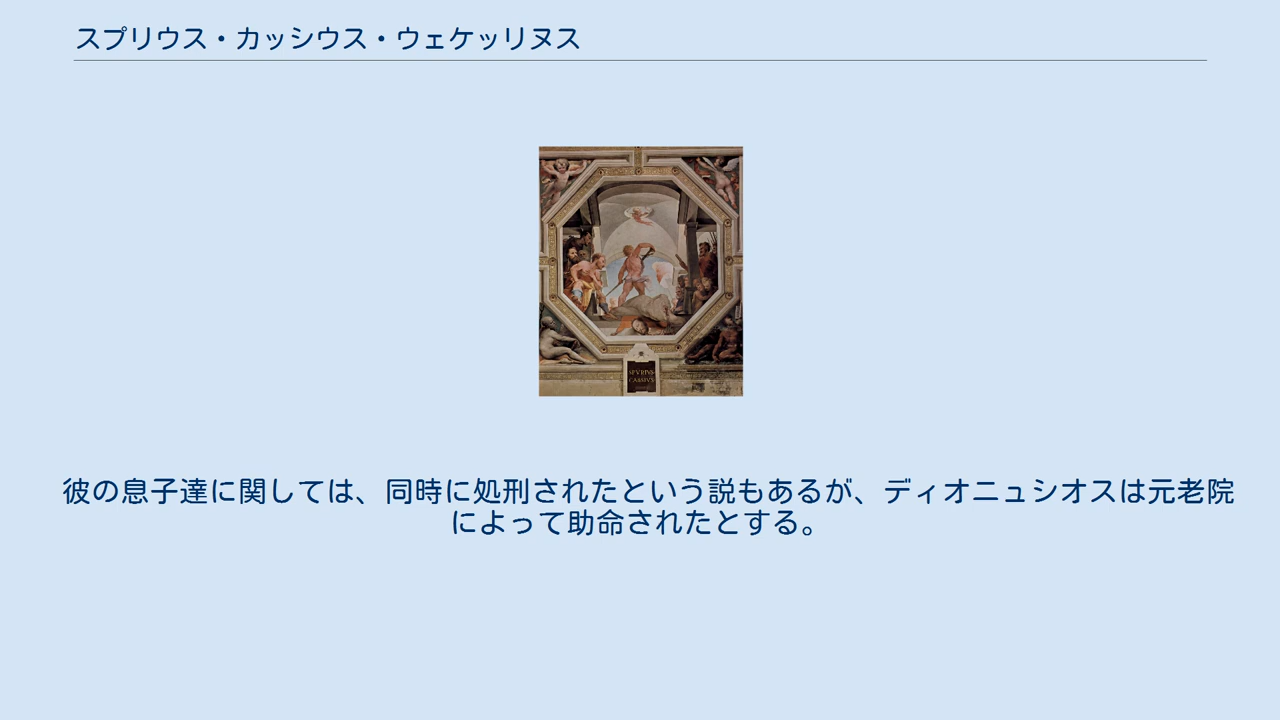 スプリウス・カッシウス・ウェケッリヌス
SPVRIVS
CASSIVS
彼の息子達に関しては、同時に処刑されたという説もあるが、ディオニュシオスは元老院
によって助命されたとする。